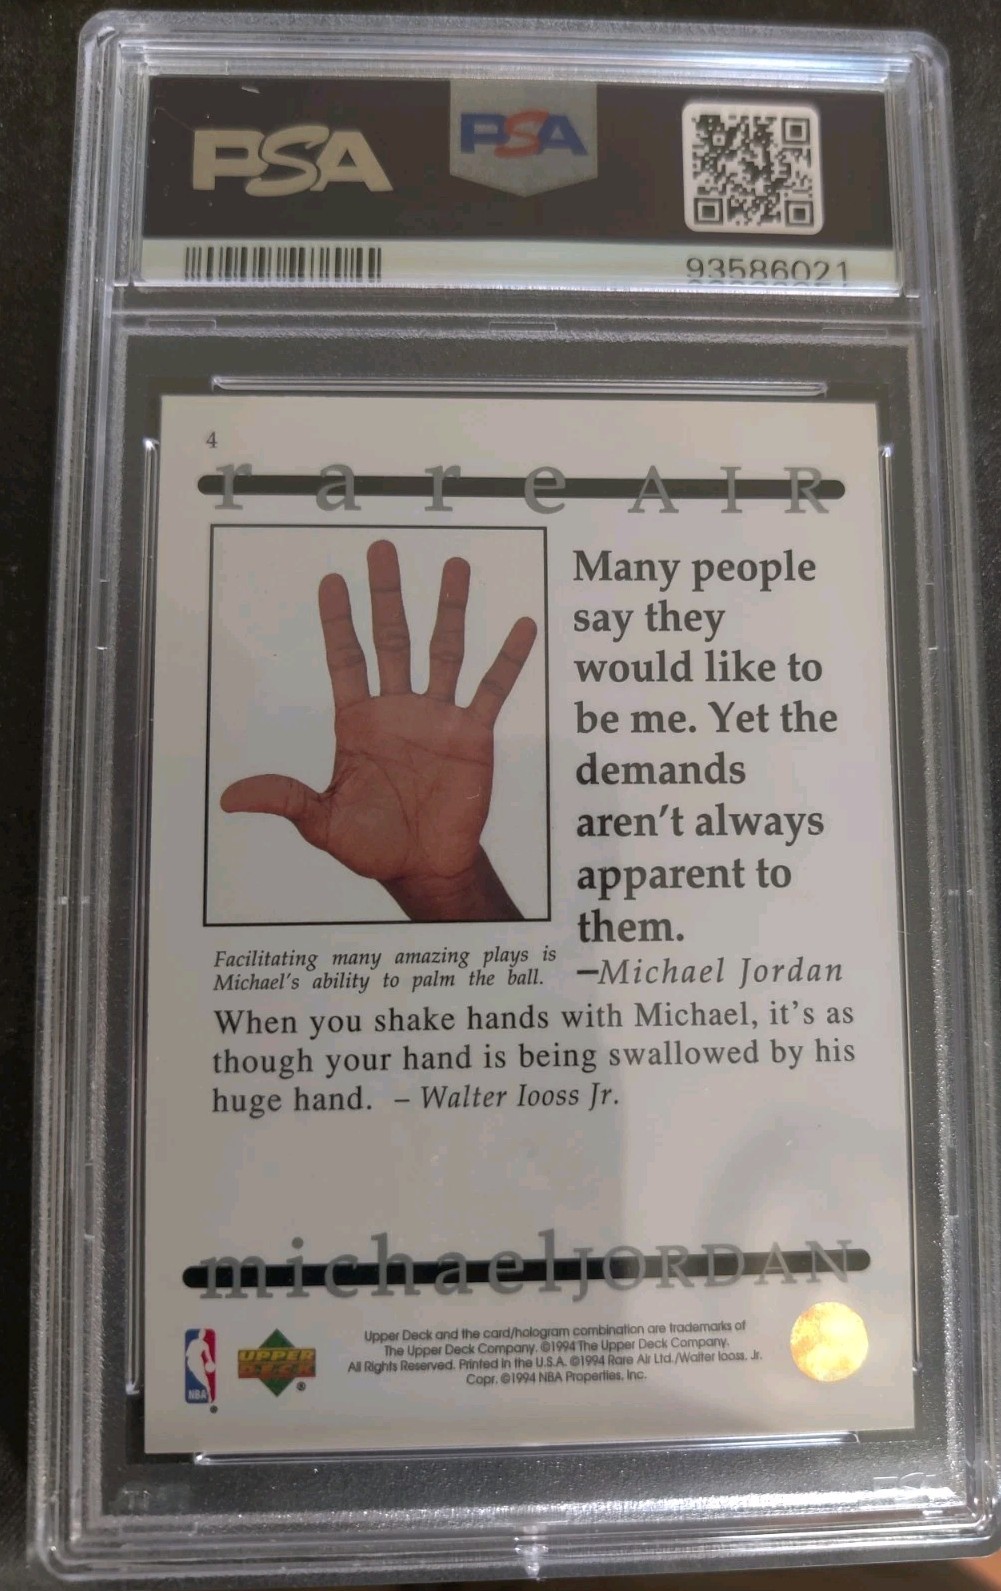 PSA
PSA
93586021
4
rare AIR
Many people
say they
would like to
be me. Yet the
demands
aren't always
apparent to
them.
–Michael Jordan
Facilitating many amazing plays is
Michael's ability to palm the ball.
When you shake hands with Michael, it's as
though your hand is being swallowed by his
huge hand. – Walter Iooss Jr.
michaelJORDAN
NBA
®
UPPER
DECK
®
Upper Deck and the card/hologram combination are trademarks of
The Upper Deck Company. ©1994 The Upper Deck Company.
All Rights Reserved. Printed in the U.S.A. ©1994 Rare Air Ltd./Walter Iooss, Jr.
Copr. ©1994 NBA Properties, Inc.